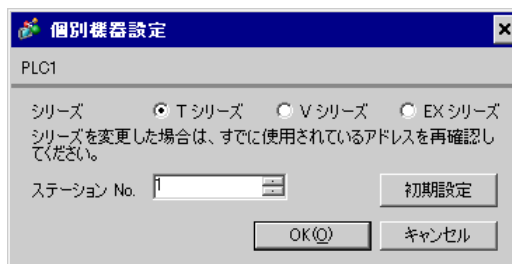 個別機器設定
PLC1
シリーズ Tシリーズ Vシリーズ EXシリーズ
シリーズを変更した場合は、すでに使用されているアドレスを再確認し
てください。
ステーション No. 1 初期設定
OK(O) キャンセル